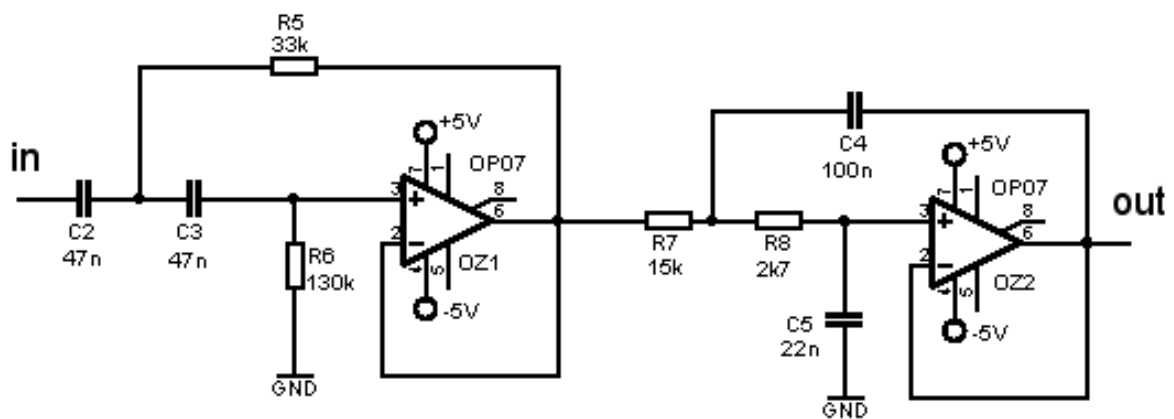 R5
33k
+5V
in
7
1
OP07
3
+
8
6
2
−
C2
47n
C3
47n
R6
130k
4
5
OZ1
-5V
GND
C4
100n
+5V
7
1
OP07
out
3
+
8
6
R7
15k
R8
2k7
2
−
4
5
OZ2
-5V
C5
22n
GND